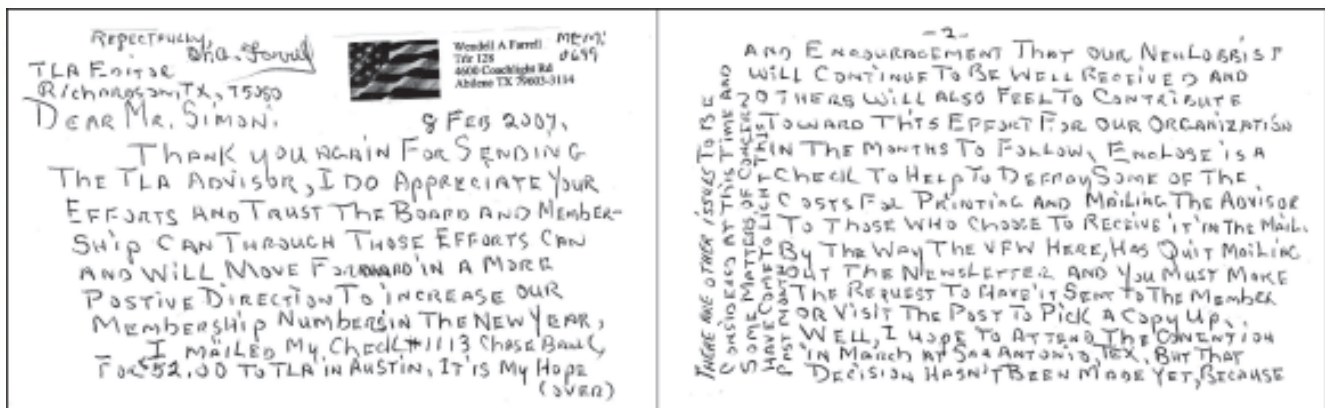 REPECTFULLY,
TLA EDITOR
RICHARDSON, TX, 75080
Wendell A Farrell
Trlr 128
4600 Coachlight Rd
Abilene TX 79603-3114
MEM:
0699
DEAR MR. SIMON:
8 FEB 2007.
THANK YOU AGAIN FOR SENDING
THE TLA ADVISOR, I DO APPRECIATE YOUR
EFFORTS AND TRUST THE BOARD AND MEMBER-
SHIP CAN THROUGH THOSE EFFORTS CAN
AND WILL MOVE FORWARD IN A MORE
POSTIVE DIRECTION TO INCREASE OUR
MEMBERSHIP NUMBERS IN THE NEW YEAR,
I MAILED MY CHECK #1113 CHASE BANK,
FOR $52.00 TO TLA IN AUSTIN, IT IS MY HOPE
(OVER)
-2-
AND ENCOURAGEMENT THAT OUR NEW LOBBIST
WILL CONTINUE TO BE WELL RECEIVED AND
OTHERS WILL ALSO FEEL TO CONTRIBUTE
TOWARD THIS EFFORT FOR OUR ORGANIZATION
IN THE MONTHS TO FOLLOW, ENCLOSE IS A
CHECK TO HELP TO DEFRAY SOME OF THE
COSTS FOR PRINTING AND MAILING THE ADVISOR
TO THOSE WHO CHOOSE TO RECEIVE IT IN THE MAIL.
BY THE WAY THE VFW HERE, HAS QUIT MAILING
OUT THE NEWSLETTER AND YOU MUST MAKE
THE REQUEST TO HAVE IT SENT TO THE MEMBER
OR VISIT THE POST TO PICK A COPY UP.
WELL, I HOPE TO ATTEND THE CONVENTION
IN MARCH AT SAN ANTONIO, TEX, BUT THAT
DECISION HASN'T BEEN MADE YET, BECAUSE
THERE ARE OTHER ISSUES TO BE
CONSIDERED AT THIS TIME AND
SOME MATTERS OF CONCERN
HAVE COME TO LIGHT THIS
PAST MONTH